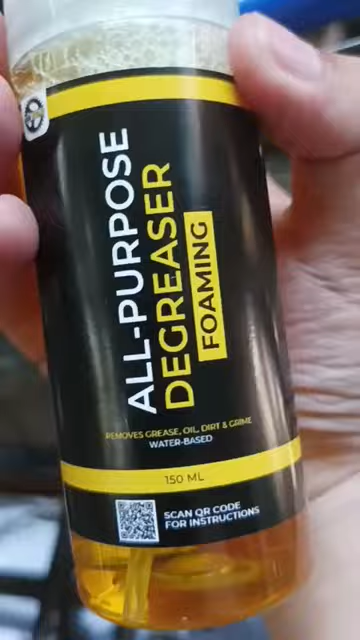 ALL-PURPOSE
DEGREASER
FOAMING
REMOVES GREASE, OIL, DIRT & GRIME
WATER-BASED
150 ML
SCAN QR CODE
FOR INSTRUCTIONS